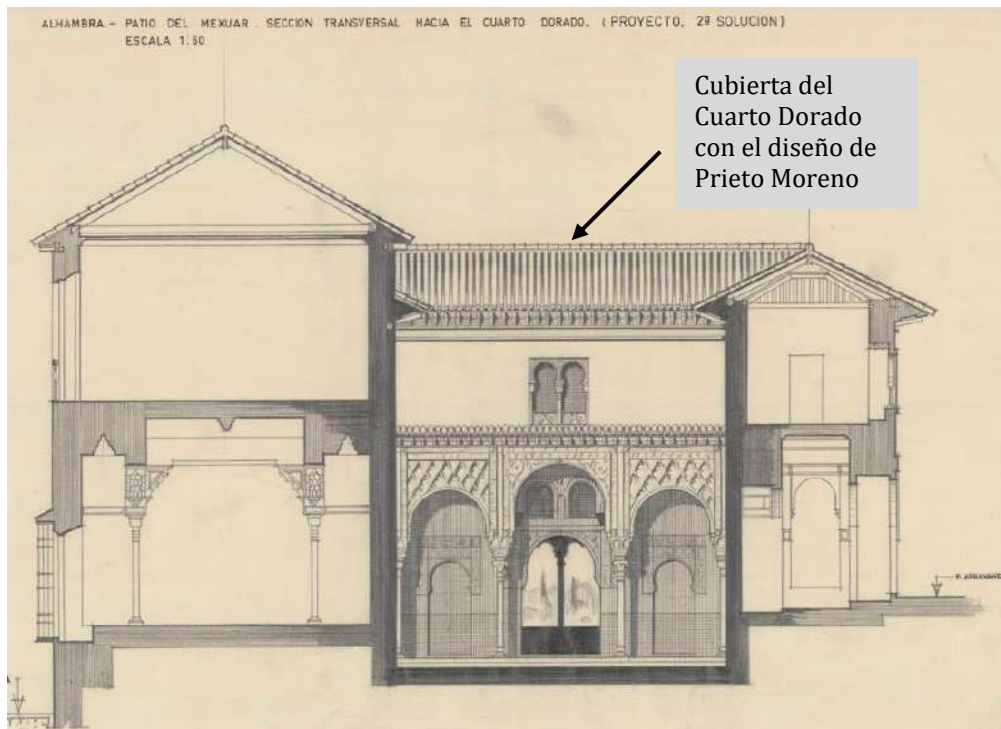 ALHAMBRA.- PATIO DEL MEXUAR. SECCION TRANSVERSAL HACIA EL CUARTO DORADO. (PROYECTO, 2ª SOLUCION)
ESCALA 1:50
Cubierta del
Cuarto Dorado
con el diseño de
Prieto Moreno